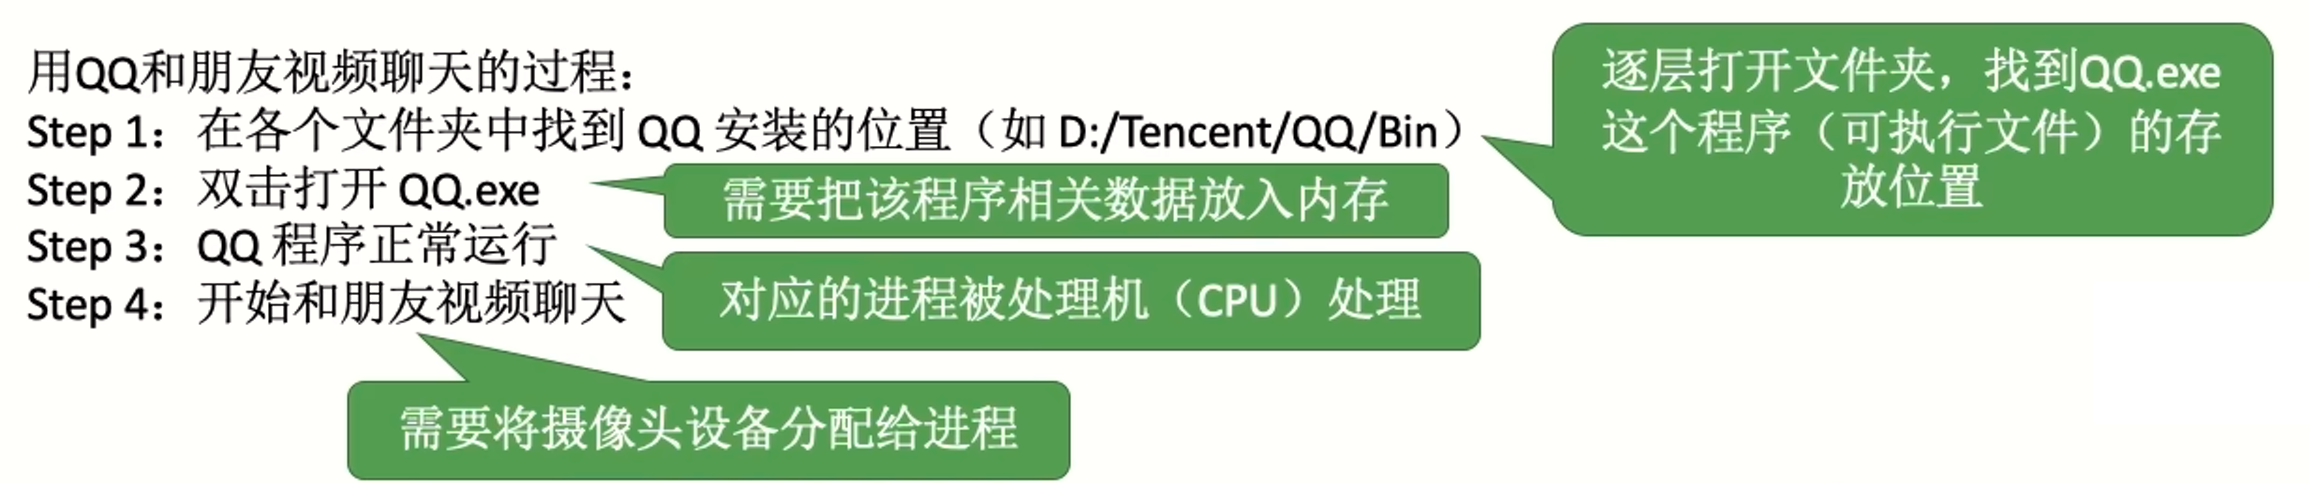 用QQ和朋友视频聊天的过程：
Step 1：在各个文件夹中找到 QQ 安装的位置（如 D:/Tencent/QQ/Bin）
逐层打开文件夹，找到QQ.exe
这个程序（可执行文件）的存
放位置
Step 2：双击打开 QQ.exe
需要把该程序相关数据放入内存
Step 3：QQ 程序正常运行
对应的进程被处理机（CPU）处理
Step 4：开始和朋友视频聊天
需要将摄像头设备分配给进程